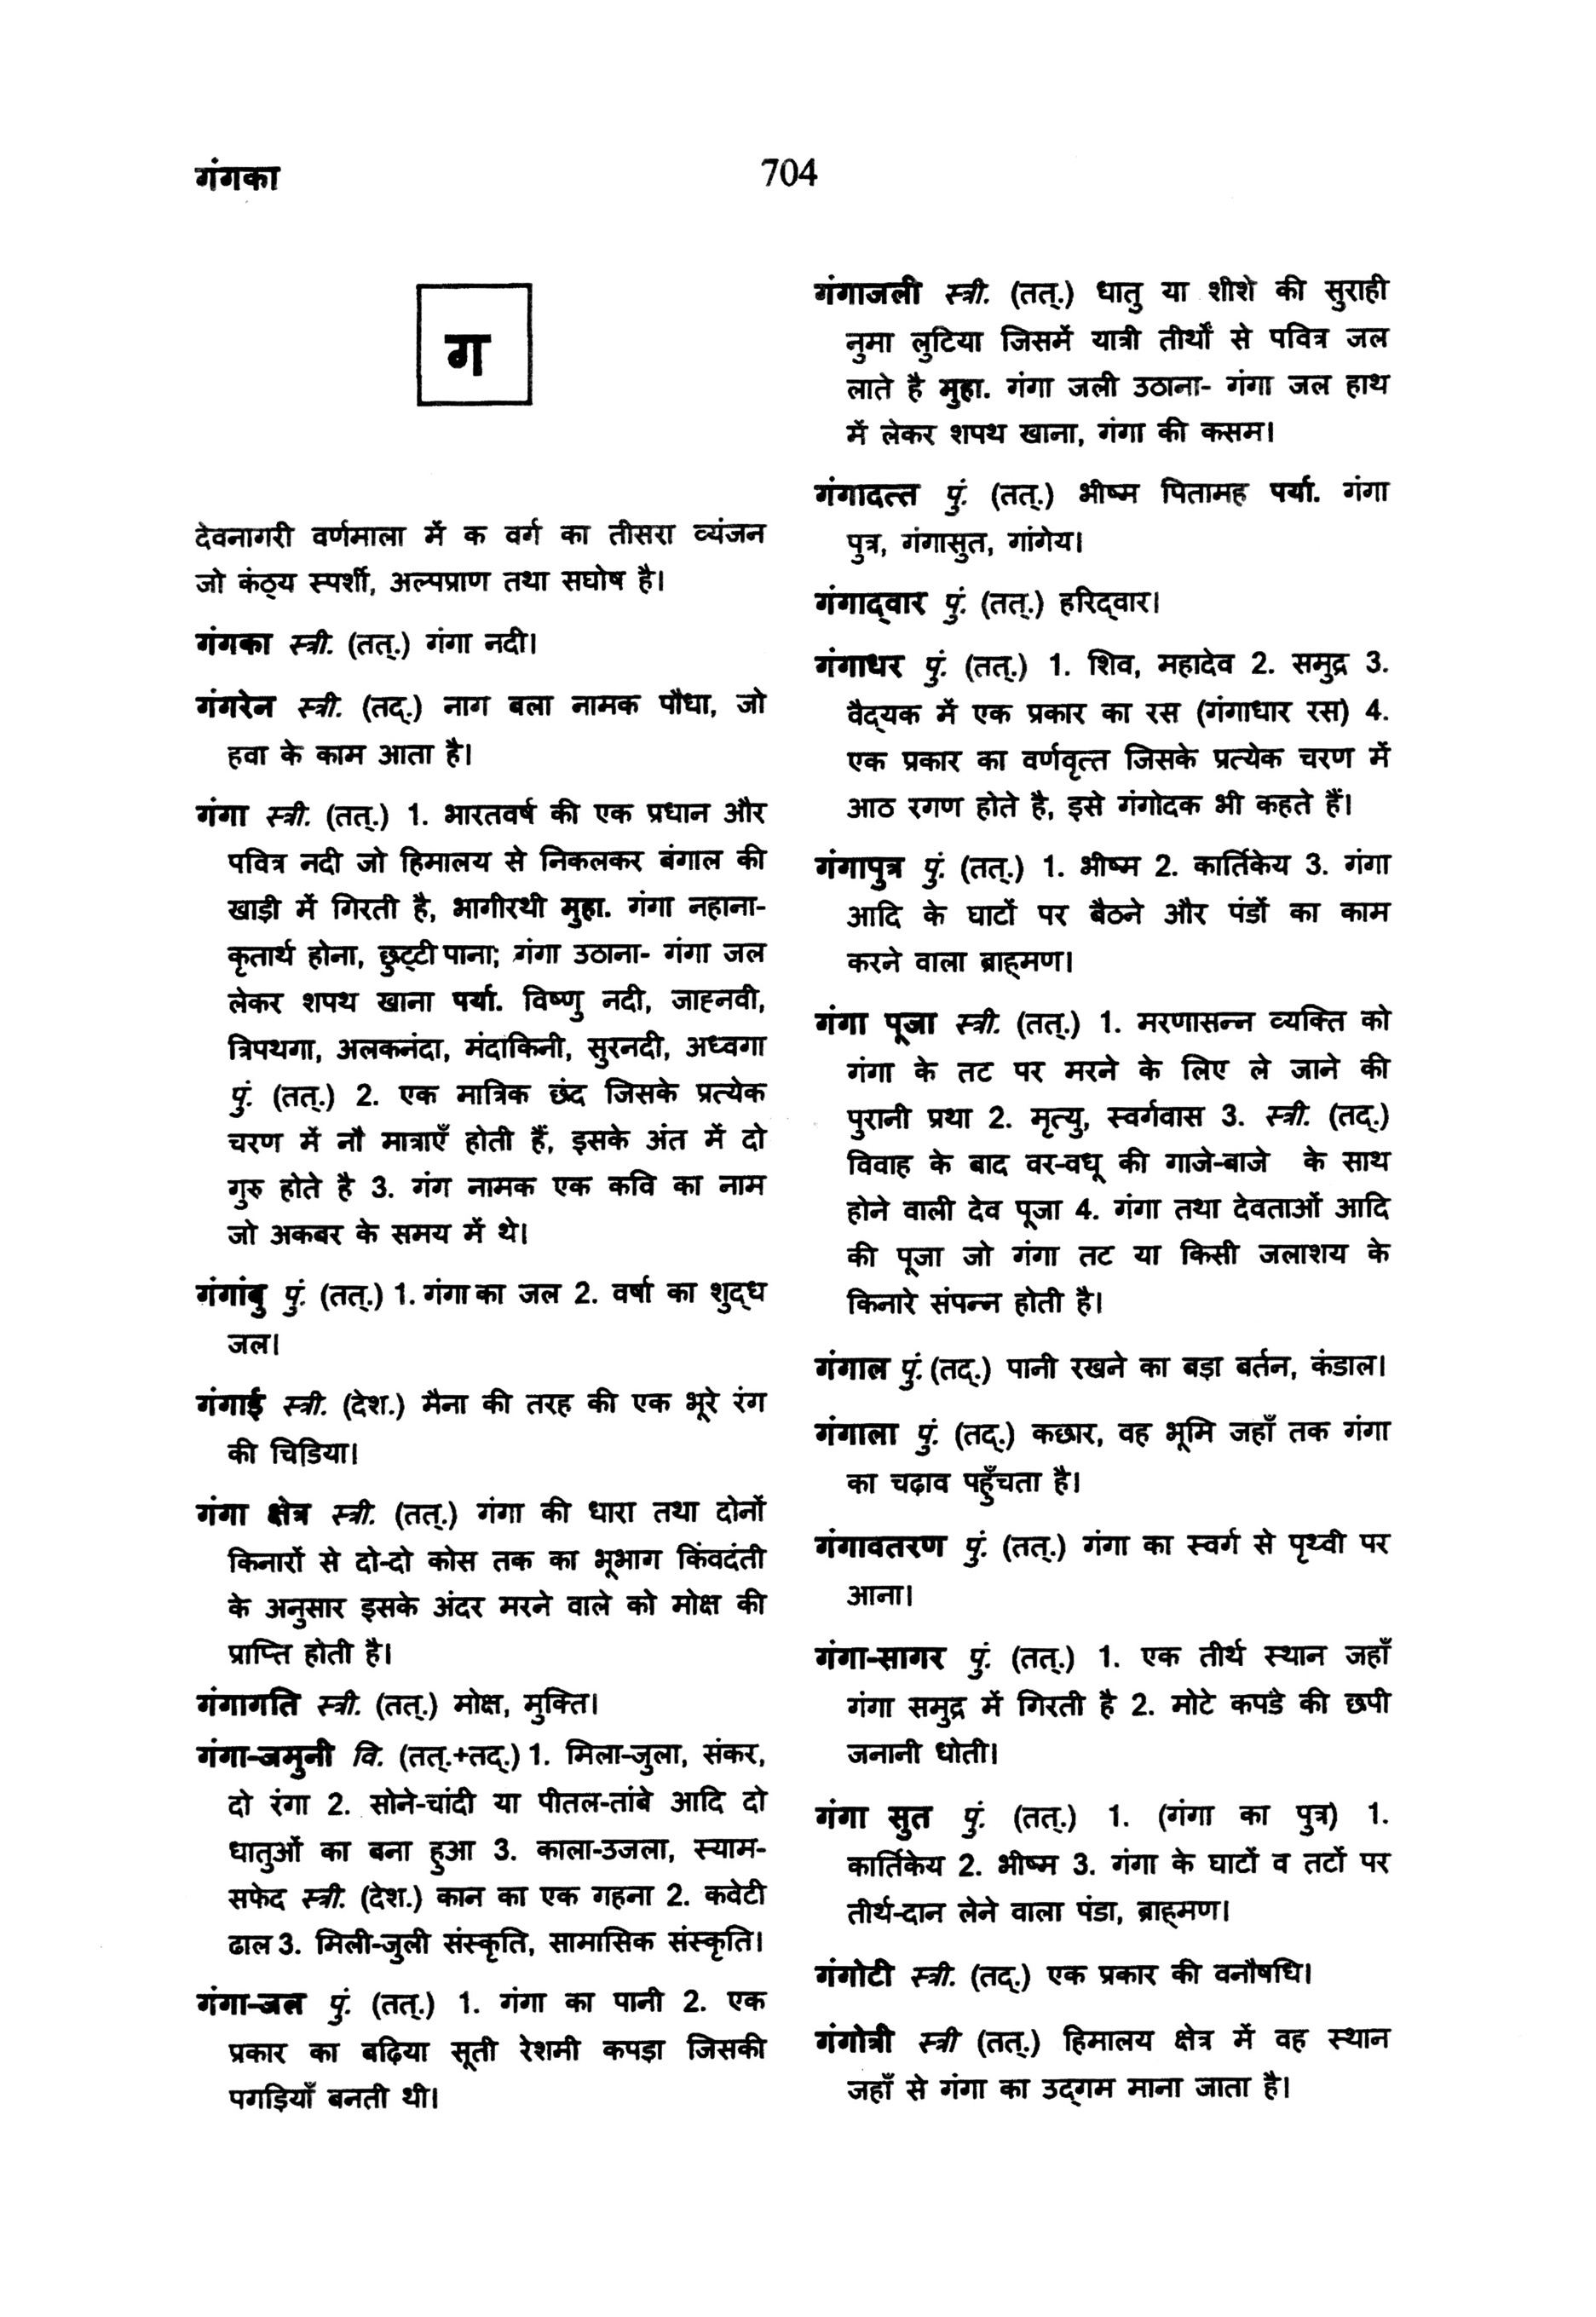 गंगका
704
ग
देवनागरी वर्णमाला में क वर्ग का तीसरा व्यंजन
जो कंठ्य स्पर्शी, अल्पप्राण तथा सघोष है।
गंगका स्त्री. (तत्.) गंगा नदी।
गंगरेन स्त्री. (तद्.) नाग बला नामक पौधा, जो
हवा के काम आता है।
गंगा स्त्री. (तत्.) 1. भारतवर्ष की एक प्रधान और
पवित्र नदी जो हिमालय से निकलकर बंगाल की
खाड़ी में गिरती है, भागीरथी मुहा. गंगा नहाना-
कृतार्थ होना, छुट्टी पाना; गंगा उठाना- गंगा जल
लेकर शपथ खाना पर्या. विष्णु नदी, जाह्नवी,
त्रिपथगा, अलकनंदा, मंदाकिनी, सुरनदी, अध्वगा
पुं. (तत्.) 2. एक मात्रिक छंद जिसके प्रत्येक
चरण में नौ मात्राएँ होती हैं, इसके अंत में दो
गुरु होते है 3. गंग नामक एक कवि का नाम
जो अकबर के समय में थे।
गंगांबु पुं. (तत्.) 1. गंगा का जल 2. वर्षा का शुद्ध
जल।
गंगाई स्त्री. (देश.) मैना की तरह की एक भूरे रंग
की चिडिया।
गंगा क्षेत्र स्त्री. (तत्.) गंगा की धारा तथा दोनों
किनारों से दो-दो कोस तक का भूभाग किंवदंती
के अनुसार इसके अंदर मरने वाले को मोक्ष की
प्राप्ति होती है।
गंगागति स्त्री. (तत्.) मोक्ष, मुक्ति।
गंगा-जमुनी वि. (तत्.+तद्.) 1. मिला-जुला, संकर,
दो रंगा 2. सोने-चांदी या पीतल-तांबे आदि दो
धातुओं का बना हुआ 3. काला-उजला, स्याम-
सफेद स्त्री. (देश.) कान का एक गहना 2. कवेटी
ढाल 3. मिली-जुली संस्कृति, सामासिक संस्कृति।
गंगा-जल पुं. (तत्.) 1. गंगा का पानी 2. एक
प्रकार का बढ़िया सूती रेशमी कपड़ा जिसकी
पगड़ियाँ बनती थी।
गंगाजली स्त्री. (तत्.) धातु या शीशे की सुराही
नुमा लुटिया जिसमें यात्री तीर्थों से पवित्र जल
लाते है मुहा. गंगा जली उठाना- गंगा जल हाथ
में लेकर शपथ खाना, गंगा की कसम।
गंगादत्त पुं. (तत्.) भीष्म पितामह पर्या. गंगा
पुत्र, गंगासुत, गांगेय।
गंगाद्वार पुं. (तत्.) हरिद्वार।
गंगाधर पुं. (तत्.) 1. शिव, महादेव 2. समुद्र 3.
वैद्यक में एक प्रकार का रस (गंगाधार रस) 4.
एक प्रकार का वर्णवृत्त जिसके प्रत्येक चरण में
आठ रगण होते है, इसे गंगोदक भी कहते हैं।
गंगापुत्र पुं. (तत्.) 1. भीष्म 2. कार्तिकेय 3. गंगा
आदि के घाटों पर बैठने और पंडों का काम
करने वाला ब्राह्मण।
गंगा पूजा स्त्री. (तत्.) 1. मरणासन्न व्यक्ति को
गंगा के तट पर मरने के लिए ले जाने की
पुरानी प्रथा 2. मृत्यु, स्वर्गवास 3. स्त्री. (तद्.)
विवाह के बाद वर-वधू की गाजे-बाजे के साथ
होने वाली देव पूजा 4. गंगा तथा देवताओं आदि
की पूजा जो गंगा तट या किसी जलाशय के
किनारे संपन्न होती है।
गंगाल पुं. (तद्.) पानी रखने का बड़ा बर्तन, कंडाल।
गंगाला पुं. (तद्.) कछार, वह भूमि जहाँ तक गंगा
का चढ़ाव पहुँचता है।
गंगावतरण पुं. (तत्.) गंगा का स्वर्ग से पृथ्वी पर
आना।
गंगा-सागर पुं. (तत्.) 1. एक तीर्थ स्थान जहाँ
गंगा समुद्र में गिरती है 2. मोटे कपडे की छपी
जनानी धोती।
गंगा सुत पुं. (तत्.) 1. (गंगा का पुत्र) 1.
कार्तिकेय 2. भीष्म 3. गंगा के घाटों व तटों पर
तीर्थ-दान लेने वाला पंडा, ब्राह्मण।
गंगोटी स्त्री. (तद्.) एक प्रकार की वनौषधि।
गंगोत्री स्त्री (तत्.) हिमालय क्षेत्र में वह स्थान
जहाँ से गंगा का उद्गम माना जाता है।